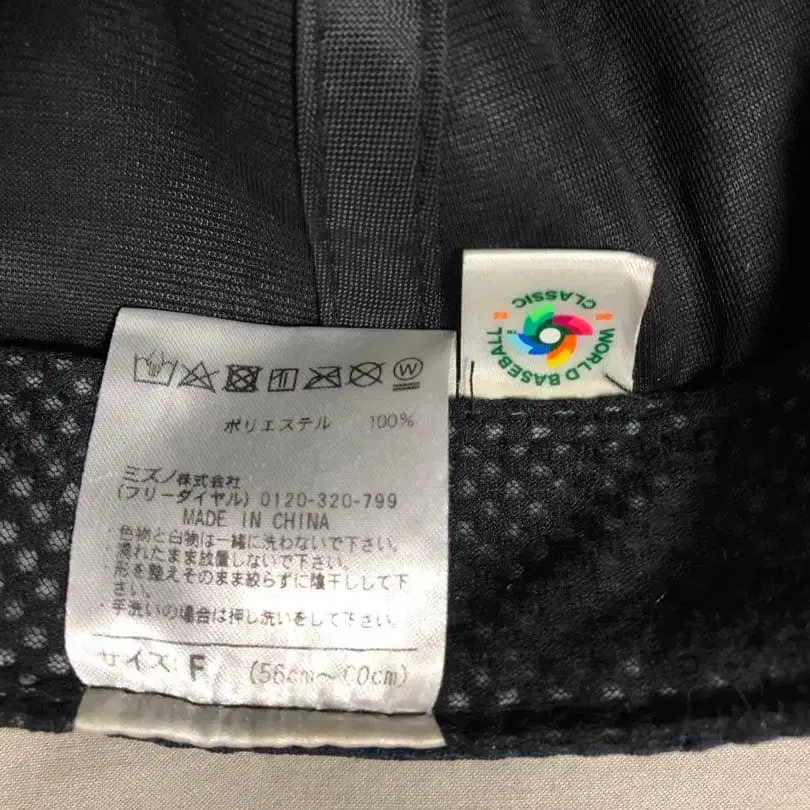 ポリエステル 100%
ミズノ株式会社
(フリーダイヤル) 0120-320-799
MADE IN CHINA
・色物と白物は一緒に洗わないで下さい。
・濡れたまま放置しないで下さい。
・形を整えそのまま絞らずに陰干しして下
さい。
・手洗いの場合は押し洗いをして下さい。
サイズ: F (56cm〜60cm)
W
WORLD BASEBALL
CLASSIC